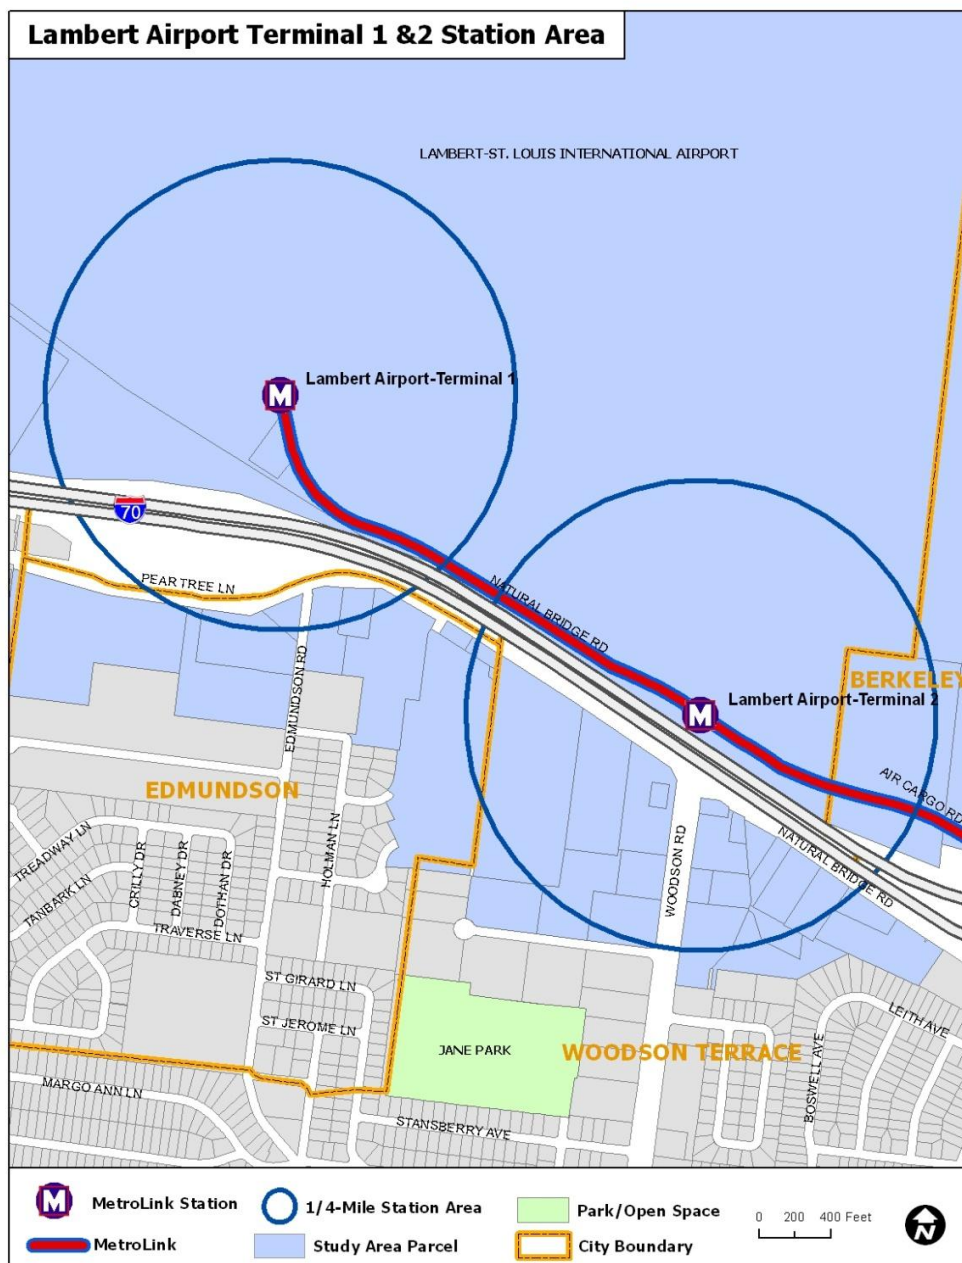 Lambert Airport Terminal 1 &2 Station Area
LAMBERT-ST. LOUIS INTERNATIONAL AIRPORT
M
Lambert Airport-Terminal 1
70
PEAR TREE LN
NATURAL BRIDGE RD
EDMUNDSON RD
BERKELEY
M
Lambert Airport-Terminal 2
EDMUNDSON
AIR CARGO RD
NATURAL BRIDGE RD
TREADWAY LN
HOLMAN LN
WOODSON RD
TANBARK LN
CRILLY DR
DABNEY DR
DOTHAN DR
TRAVERSE LN
ST GIRARD LN
ST JEROME LN
LEITH AVE
JANE PARK
WOODSON TERRACE
BOSWELL AVE
MARGO ANN LN
STANSBERRY AVE
M
MetroLink Station
1/4-Mile Station Area
Park/Open Space
0 200 400 Feet
N
MetroLink
Study Area Parcel
City Boundary